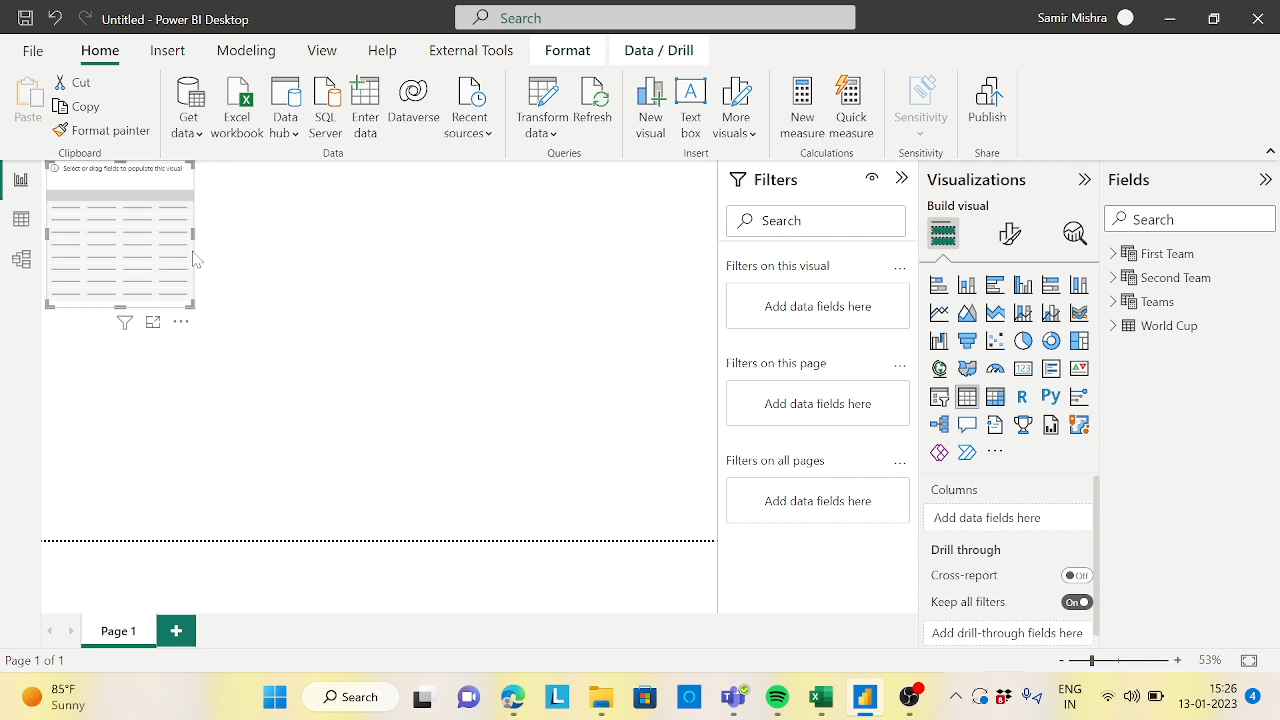 Untitled - Power BI Desktop
Search
Samir Mishra
File
Home
Insert
Modeling
View
Help
External Tools
Format
Data / Drill
Paste
Cut
Copy
Format painter
Clipboard
Get data
Excel workbook
Data hub
SQL Server
Enter data
Dataverse
Recent sources
Data
Transform data
Refresh
Queries
New visual
Text box
More visuals
Insert
New measure
Quick measure
Calculations
Sensitivity
Sensitivity
Publish
Share
Select or drag fields to populate this visual
Filters
Search
Filters on this visual
...
Add data fields here
Filters on this page
...
Add data fields here
Filters on all pages
...
Add data fields here
Visualizations
Build visual
123
R
Py
...
Columns
Add data fields here
Drill through
Cross-report
Off
Keep all filters
On
Add drill-through fields here
Fields
Search
First Team
Second Team
Teams
World Cup
Page 1
+
Page 1 of 1
- + 53%
85°F
Sunny
Search
ENG
IN
15:26
13-01-2023
4